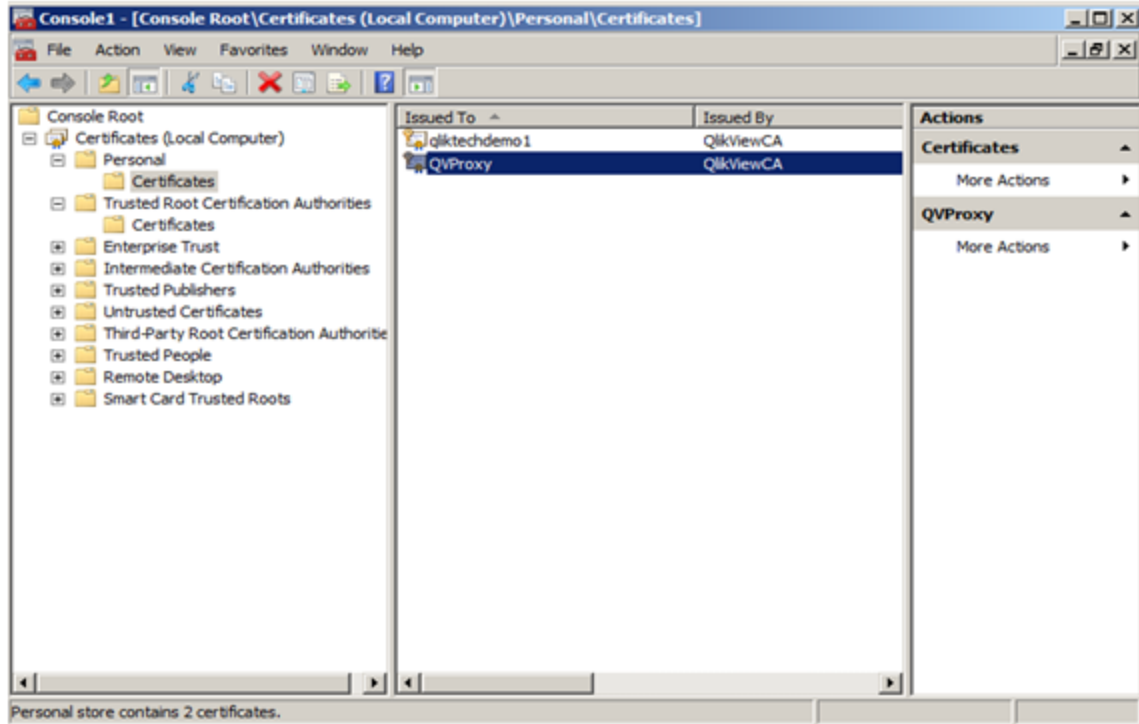 Console1 - [Console Root\Certificates (Local Computer)\Personal\Certificates]
File Action View Favorites Window Help
Console Root
Certificates (Local Computer)
Personal
Certificates
Trusted Root Certification Authorities
Certificates
Enterprise Trust
Intermediate Certification Authorities
Trusted Publishers
Untrusted Certificates
Third-Party Root Certification Authoritie
Trusted People
Remote Desktop
Smart Card Trusted Roots
Issued To Issued By
qliktechdemo1 QlikViewCA
QVProxy QlikViewCA
Actions
Certificates
More Actions
QVProxy
More Actions
Personal store contains 2 certificates.